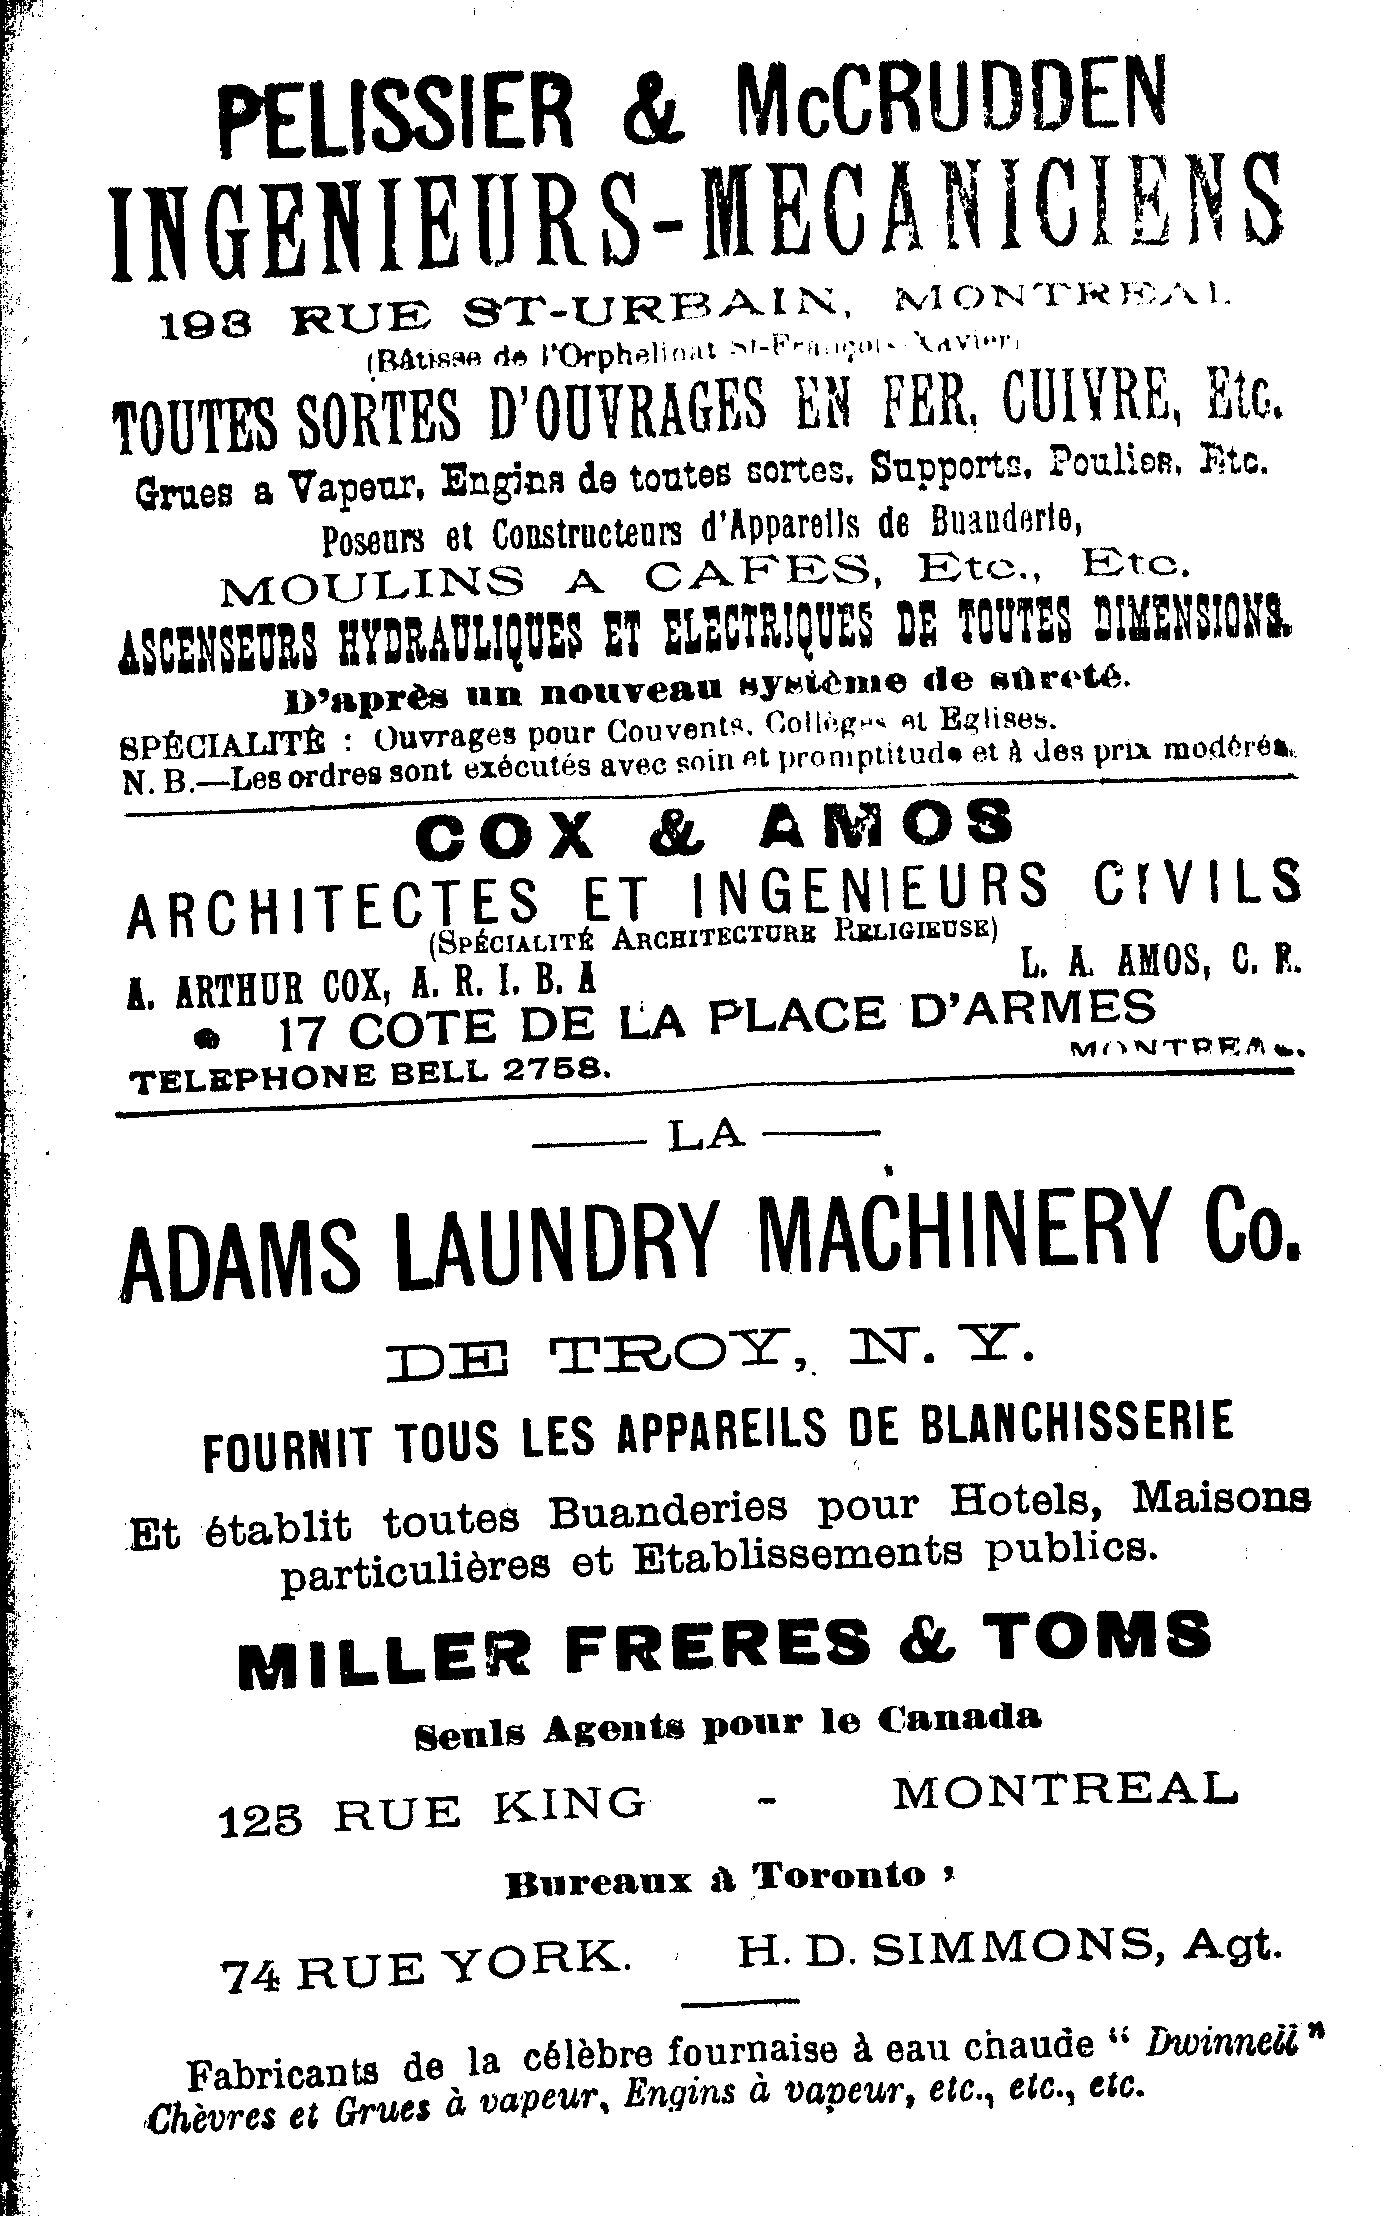 PELISSIER & McCRUDDEN
INGENIEURS-MECANICIENS
193 RUE ST-URBAIN, MONTREAL
(Bâtisse de l'Orphelinat St-François-Xavier)
TOUTES SORTES D'OUVRAGES EN FER, CUIVRE, Etc.
Grues a Vapeur, Engins de toutes sortes, Supports, Poulies, Etc.
Poseurs et Constructeurs d'Appareils de Buanderie,
MOULINS A CAFES, Etc., Etc.
ASCENSEURS HYDRAULIQUES ET ELECTRIQUES DE TOUTES DIMENSIONS.
D'après un nouveau système de sûreté.
SPÉCIALITÉ : Ouvrages pour Couvents, Collèges et Eglises.
N. B.—Les ordres sont exécutés avec soin et promptitude et à des prix modérés.
COX & AMOS
ARCHITECTES ET INGENIEURS CIVILS
(SPÉCIALITÉ ARCHITECTURE RELIGIEUSE)
A. ARTHUR COX, A. R. I. B. A L. A. AMOS, C. E.
17 COTE DE LA PLACE D'ARMES
TELEPHONE BELL 2758. MONTREAL.
LA
ADAMS LAUNDRY MACHINERY Co.
DE TROY, N. Y.
FOURNIT TOUS LES APPAREILS DE BLANCHISSERIE
Et établit toutes Buanderies pour Hotels, Maisons
particulières et Etablissements publics.
MILLER FRERES & TOMS
Seuls Agents pour le Canada
125 RUE KING - MONTREAL
Bureaux à Toronto :
74 RUE YORK. H. D. SIMMONS, Agt.
Fabricants de la célèbre fournaise à eau chaude “ Dwinnell ”
Chèvres et Grues à vapeur, Engins à vapeur, etc., etc., etc.